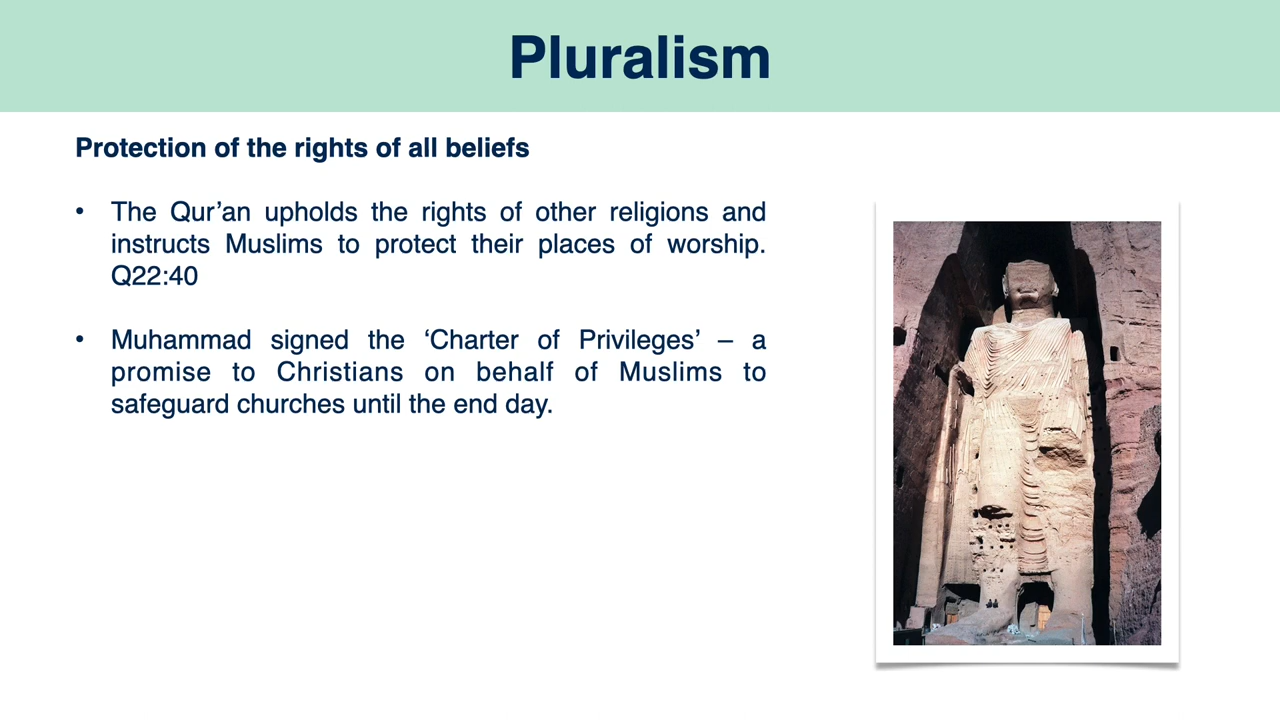 Pluralism
Protection of the rights of all beliefs
• The Qur’an upholds the rights of other religions and
instructs Muslims to protect their places of worship.
Q22:40
• Muhammad signed the ‘Charter of Privileges’ – a
promise to Christians on behalf of Muslims to
safeguard churches until the end day.